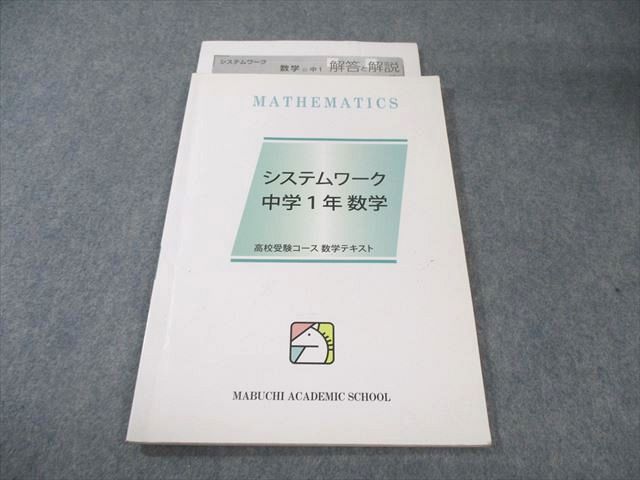 システムワーク
数学 中1 解答と解説
MATHEMATICS
システムワーク
中学1年 数学
高校受験コース 数学テキスト
MABUCHI ACADEMIC SCHOOL